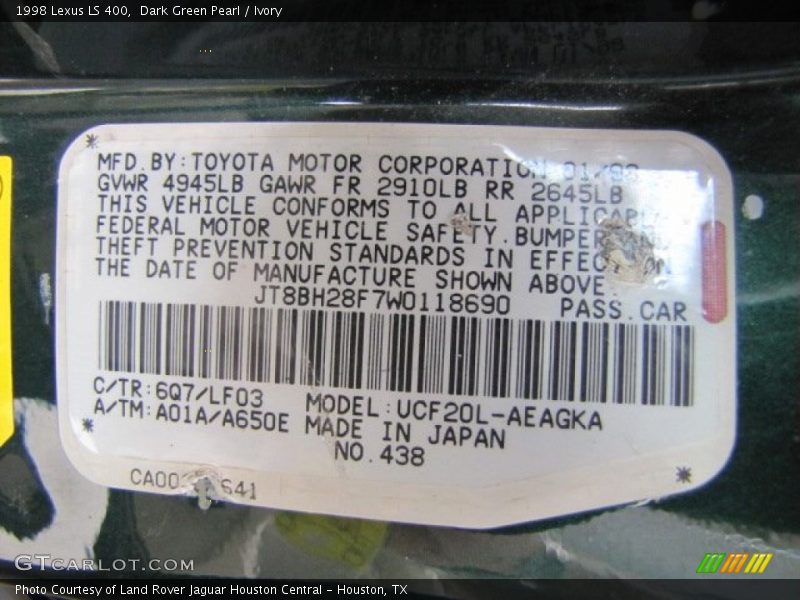 1998 Lexus LS 400,  Dark Green Pearl / Ivory
MFD.BY:TOYOTA MOTOR CORPORATION
GVWR 4945LB GAWR FR 2910LB RR 2645LB
THIS VEHICLE CONFORMS TO ALL
FEDERAL MOTOR VEHICLE SAFETY.BUMPER
THEFT PREVENTION STANDARDS IN
THE DATE OF MANUFACTURE SHOWN ABOVE.
JT8BH28F7W0118690   PASS.CAR
C/TR:6Q7/LF03   MODEL:UCF20L-AEAGKA
A/TM:A01A/A650E MADE IN JAPAN
NO.438
GTCARLOT.COM
Photo Courtesy of Land Rover Jaguar Houston Central - Houston, TX